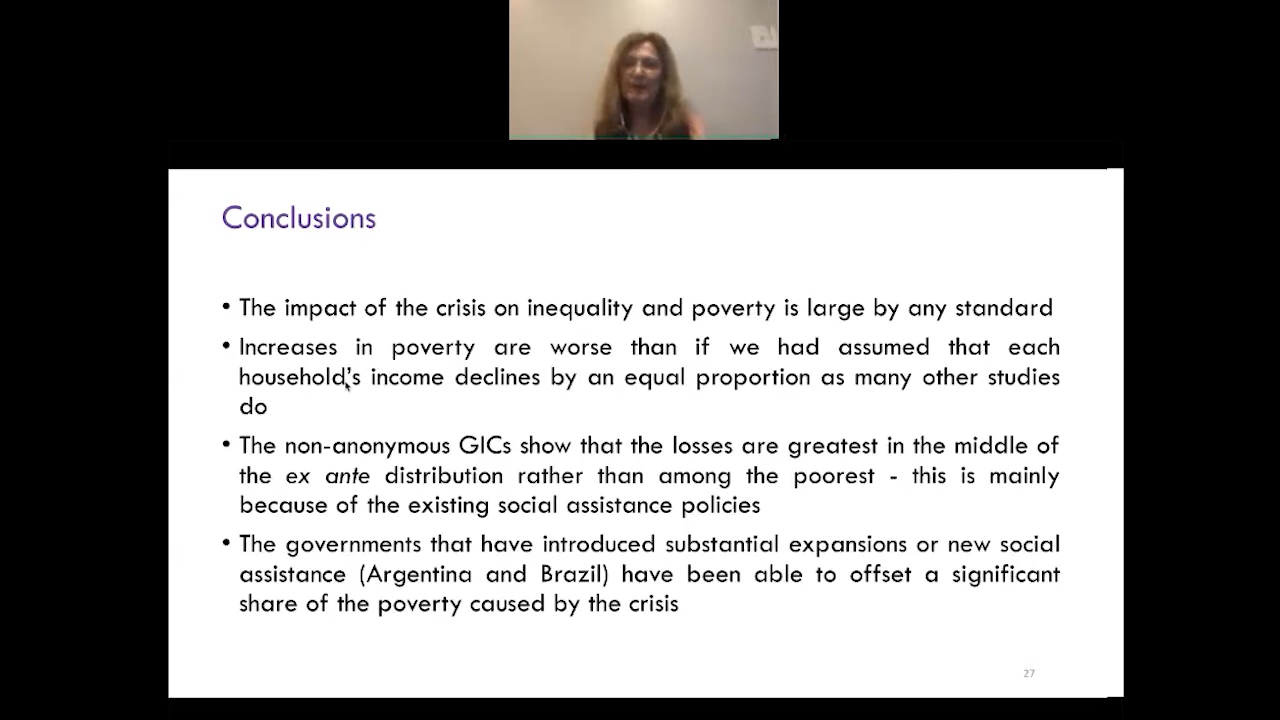 Conclusions
• The impact of the crisis on inequality and poverty is large by any standard
• Increases in poverty are worse than if we had assumed that each
household's income declines by an equal proportion as many other studies
do
• The non-anonymous GICs show that the losses are greatest in the middle of
the ex ante distribution rather than among the poorest - this is mainly
because of the existing social assistance policies
• The governments that have introduced substantial expansions or new social
assistance (Argentina and Brazil) have been able to offset a significant
share of the poverty caused by the crisis
27